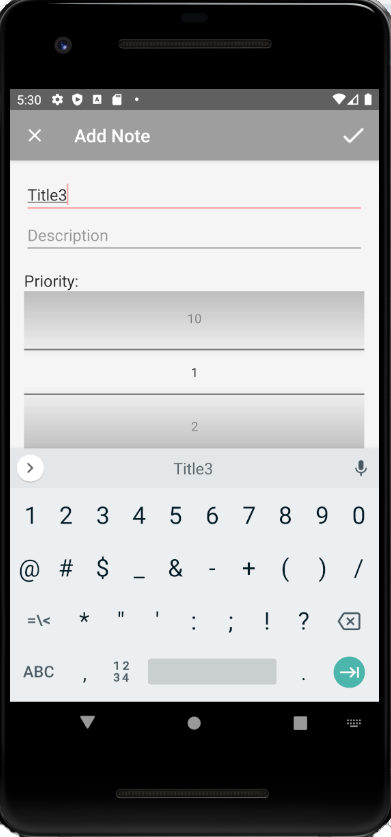 5:30
Add Note
Title3
Description
Priority:
10
1
2
Title3
1 2 3 4 5 6 7 8 9 0
@ # $ _ & - + ( ) /
=\< * " ' : ; ! ?
ABC , 12 34 .